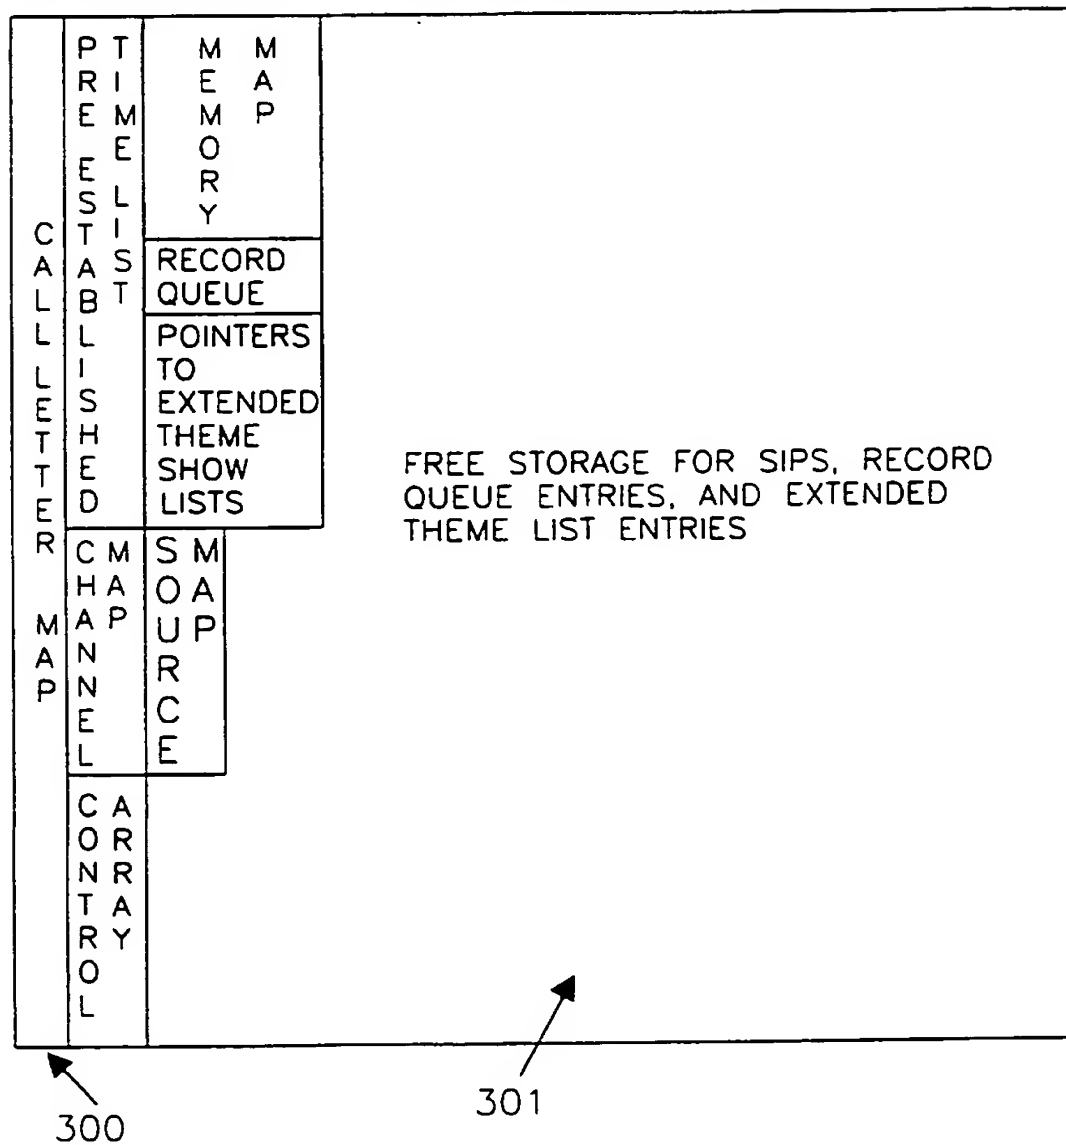 CALL LETTER MAP
PRE ESTABLISHED
TIME LIST
MEMORY
MAP
RECORD
QUEUE
POINTERS
TO
EXTENDED
THEME
SHOW
LISTS
CHANNEL
MAP
SOURCE
MAP
CONTROL
ARRAY
FREE STORAGE FOR SIPS, RECORD
QUEUE ENTRIES, AND EXTENDED
THEME LIST ENTRIES
300
301